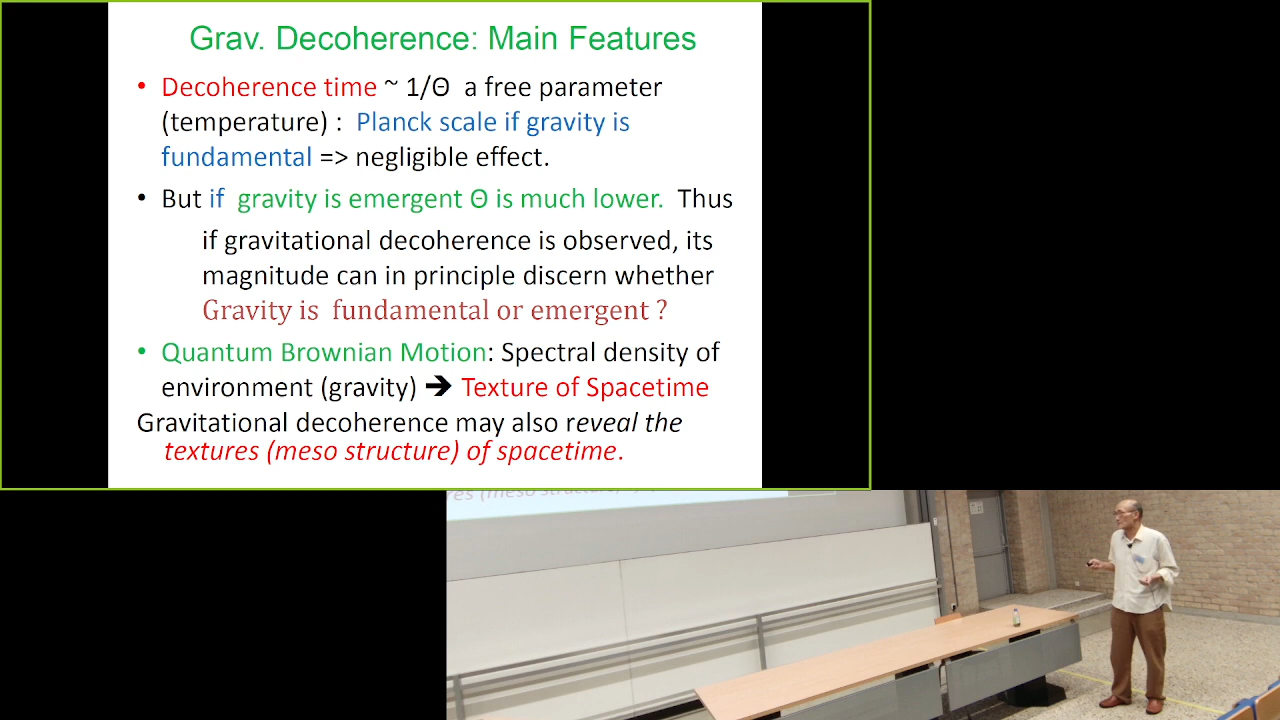 Grav. Decoherence: Main Features
• Decoherence time ~ 1/Θ a free parameter
(temperature) : Planck scale if gravity is
fundamental => negligible effect.
• But if gravity is emergent Θ is much lower. Thus
if gravitational decoherence is observed, its
magnitude can in principle discern whether
Gravity is fundamental or emergent ?
• Quantum Brownian Motion: Spectral density of
environment (gravity) ➔ Texture of Spacetime
Gravitational decoherence may also reveal the
textures (meso structure) of spacetime.
res (meso structure)